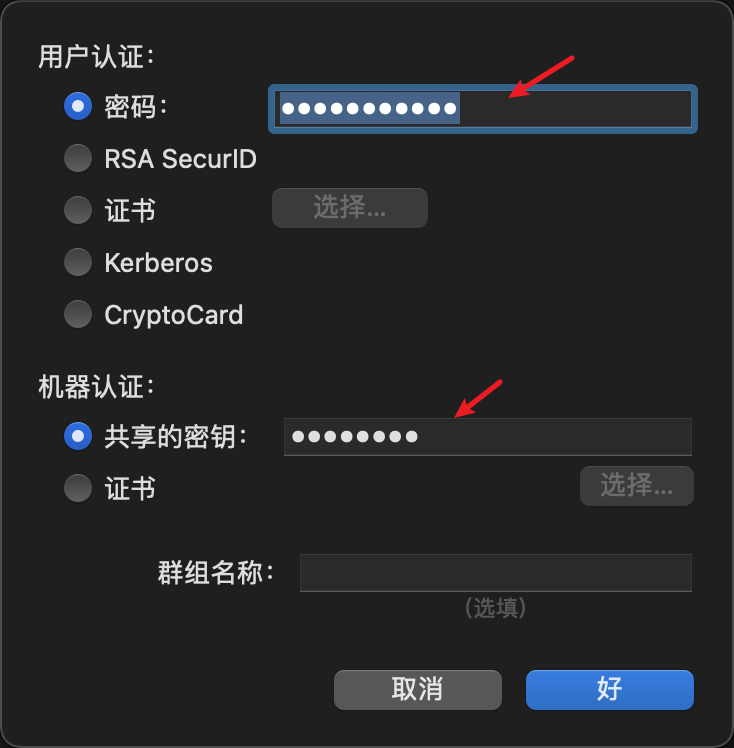 用户认证：
密码：
●●●●●●●●●●●
RSA SecurID
证书
选择...
Kerberos
CryptoCard
机器认证：
共享的密钥：
●●●●●●●●
证书
选择...
群组名称：
(选填)
取消
好